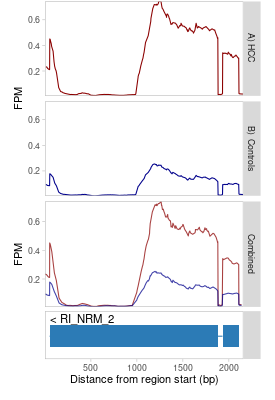 0.6
0.4
0.2
A) HCC
FPM
0.6
0.4
0.2
B) Controls
0.6
0.4
0.2
FPM
Combined
< RI_NRM_2
500 1000 1500 2000
Distance from region start (bp)